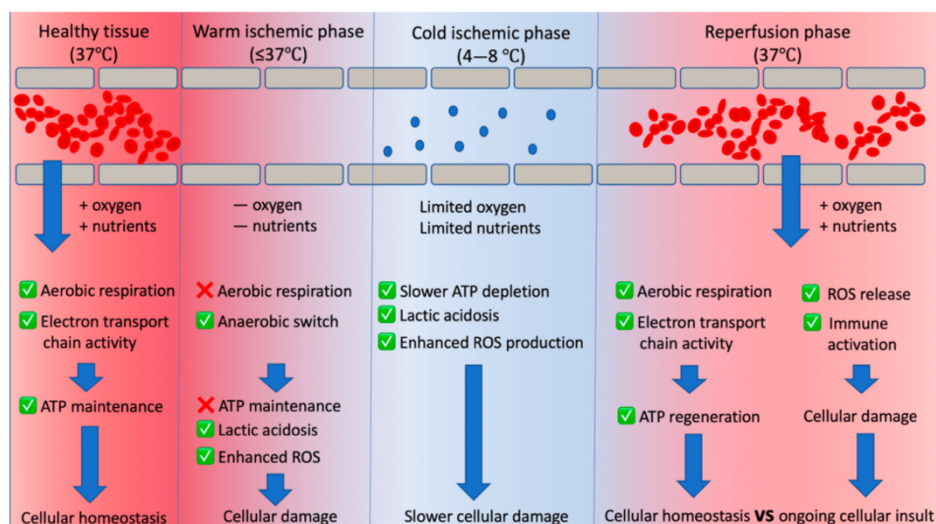 Healthy tissue
(37°C)
+ oxygen
+ nutrients
Aerobic respiration
Electron transport
chain activity
ATP maintenance
Cellular homeostasis
Warm ischemic phase
(≤37°C)
— oxygen
— nutrients
Aerobic respiration
Anaerobic switch
ATP maintenance
Lactic acidosis
Enhanced ROS
Cellular damage
Cold ischemic phase
(4—8 °C)
Limited oxygen
Limited nutrients
Slower ATP depletion
Lactic acidosis
Enhanced ROS production
Slower cellular damage
Reperfusion phase
(37°C)
+ oxygen
+ nutrients
Aerobic respiration
Electron transport
chain activity
ATP regeneration
ROS release
Immune
activation
Cellular damage
Cellular homeostasis VS ongoing cellular insult